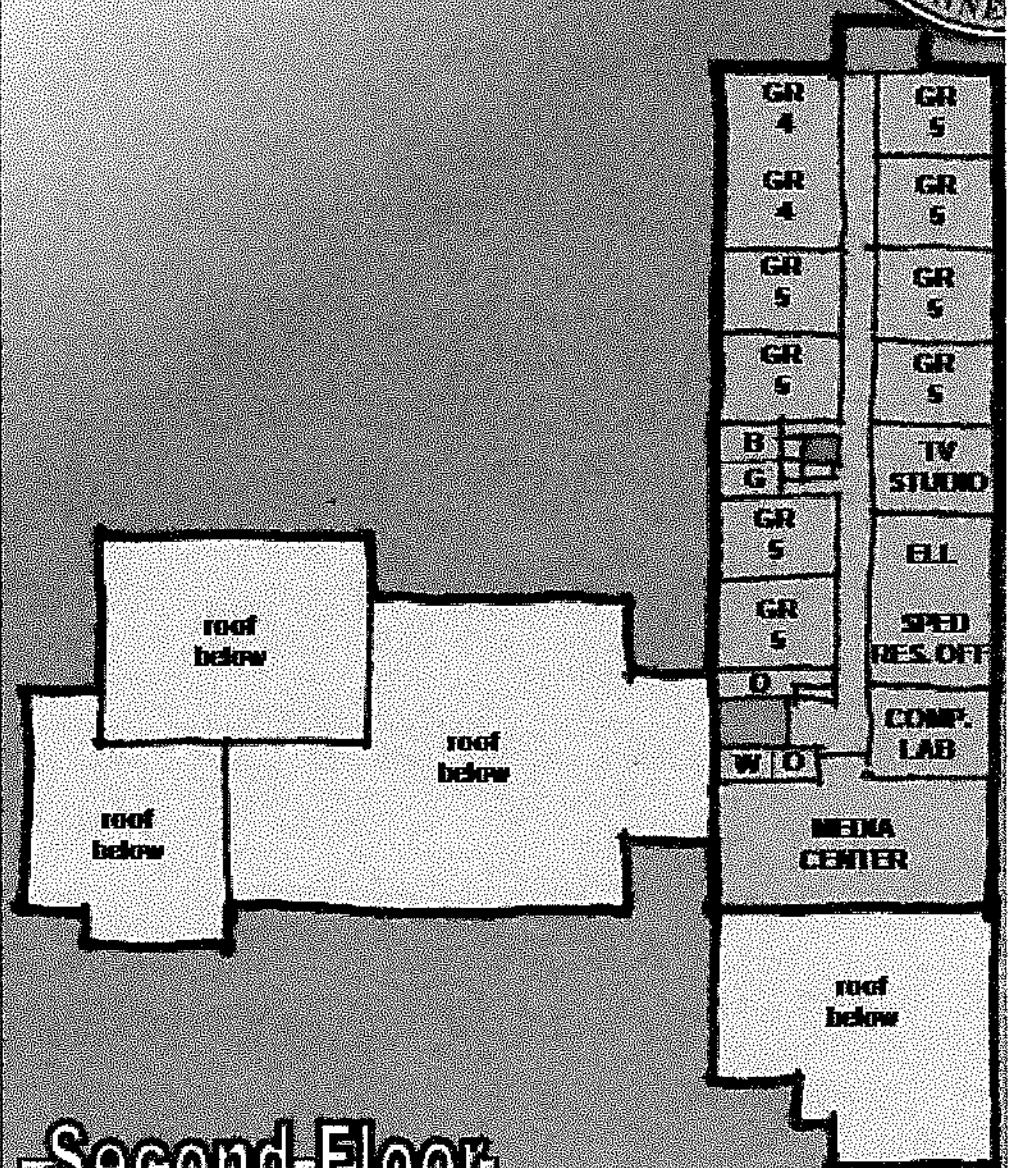 GR
4
GR
5
GR
4
GR
5
GR
5
GR
5
GR
5
GR
5
B
TV
STUDIO
G
GR
5
ELL
GR
5
SPED
RES. OFF
O
COMP.
LAB
W O
MEDIA
CENTER
roof
below
roof
below
roof
below
roof
below
Second Floor